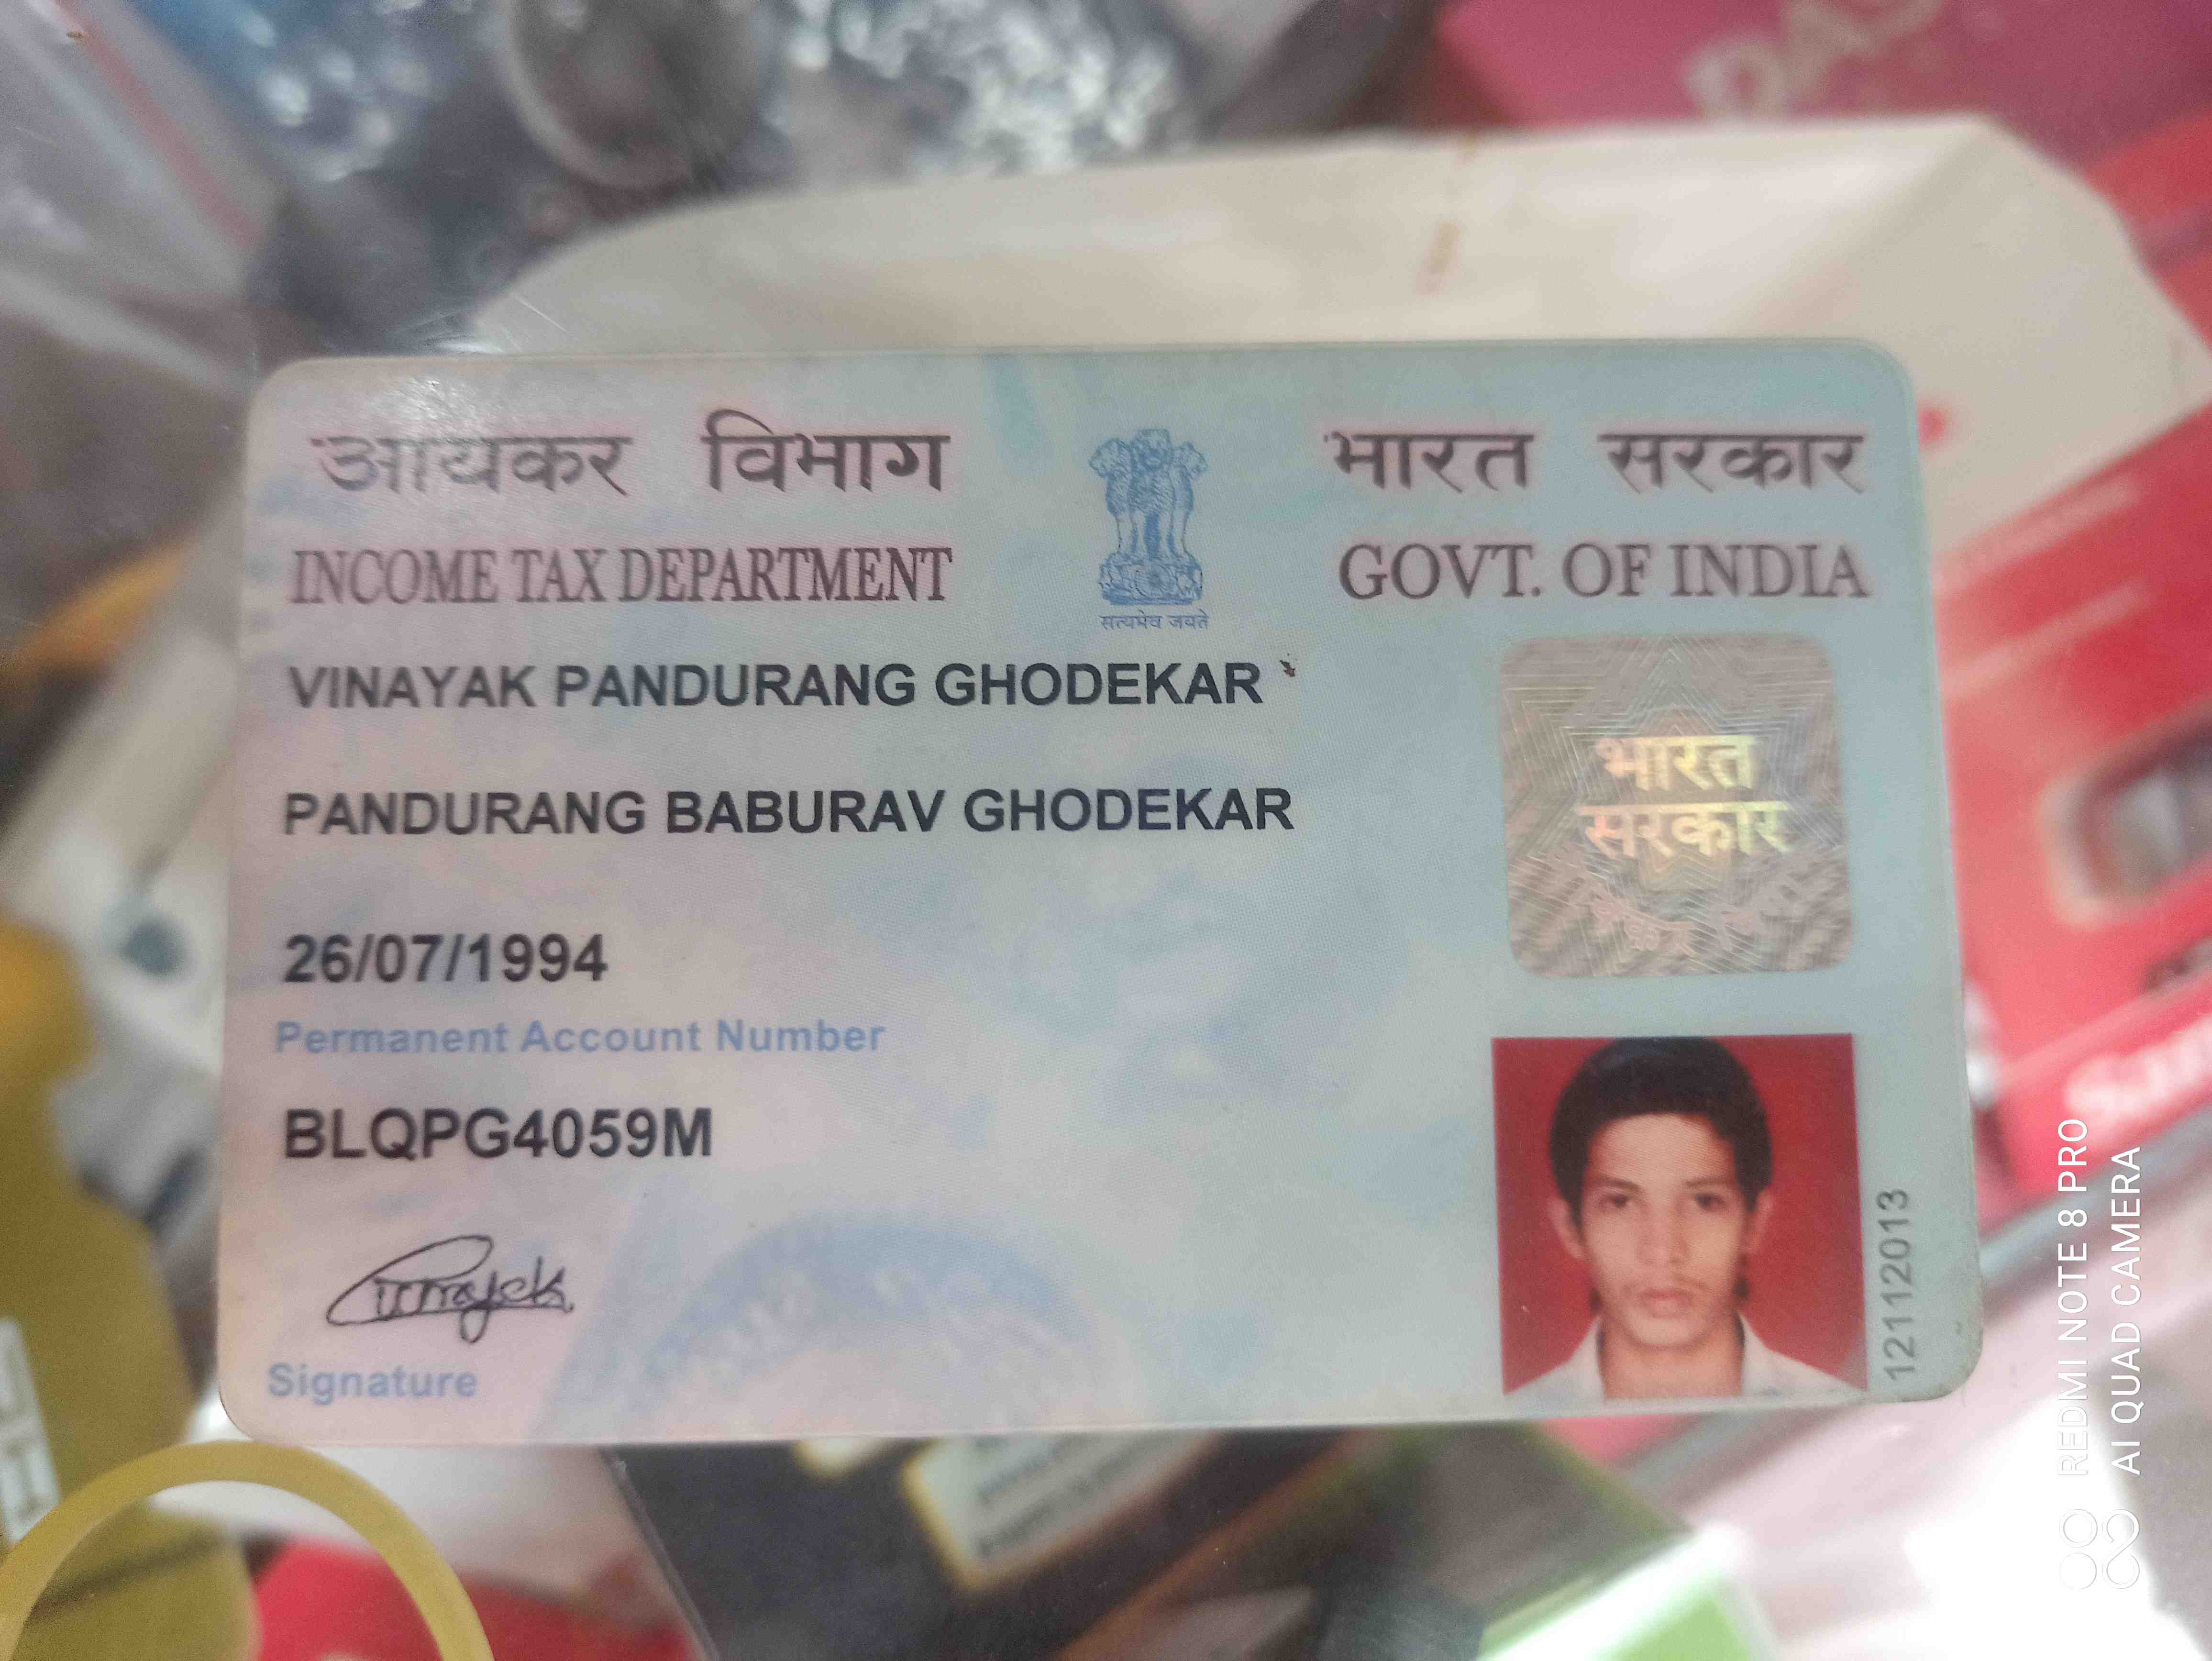 आयकर विभाग
भारत सरकार
INCOME TAX DEPARTMENT
GOVT. OF INDIA
सत्यमेव जयते
VINAYAK PANDURANG GHODEKAR
PANDURANG BABURAV GHODEKAR
भारत
सरकार
26/07/1994
Permanent Account Number
BLQPG4059M
Signature
12112013
REDMI NOTE 8 PRO
AI QUAD CAMERA